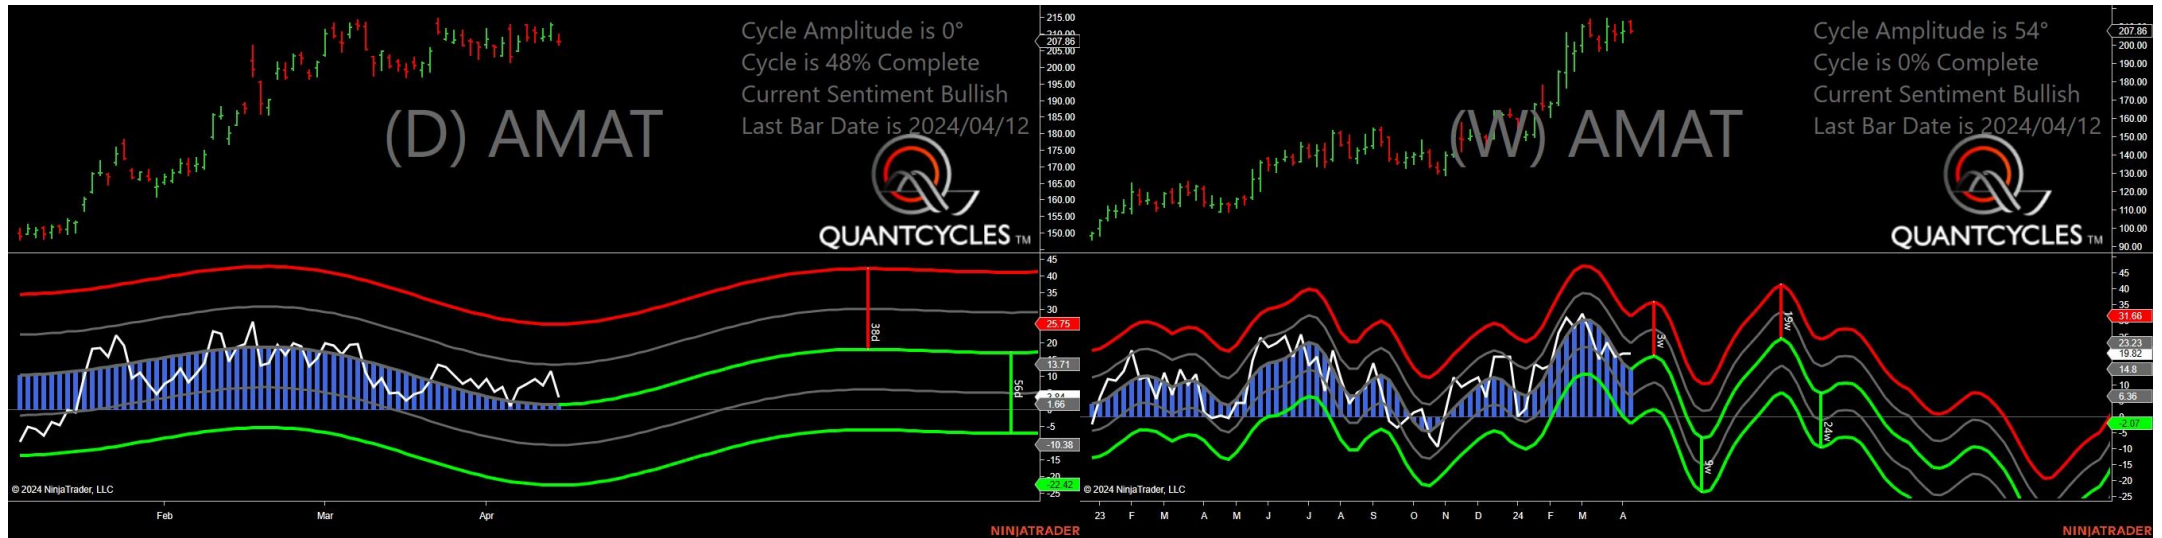 Cycle Amplitude is 0°
Cycle is 48% Complete
Current Sentiment Bullish
Last Bar Date is 2024/04/12
(D) AMAT
QUANTCYCLES TM
215.00
207.86
205.00
200.00
195.00
190.00
185.00
180.00
175.00
170.00
165.00
160.00
155.00
150.00
45
40
35
30
25.75
20
13.71
10
1.66
-5
-10.38
-15
-22.42
-25
38d
56d
© 2024 NinjaTrader, LLC
Feb Mar Apr
NINJATRADER
Cycle Amplitude is 54°
Cycle is 0% Complete
Current Sentiment Bullish
Last Bar Date is 2024/04/12
(W) AMAT
QUANTCYCLES TM
207.86
200.00
190.00
180.00
170.00
160.00
150.00
140.00
130.00
120.00
110.00
100.00
90.00
45
40
35
31.66
23.23
19.82
14.8
10
6.36
-2.07
-5
-10
-15
-20
-25
3w
9w
19w
24w
© 2024 NinjaTrader, LLC
23 F M A M J J A S O N D 24 F M A
NINJATRADER